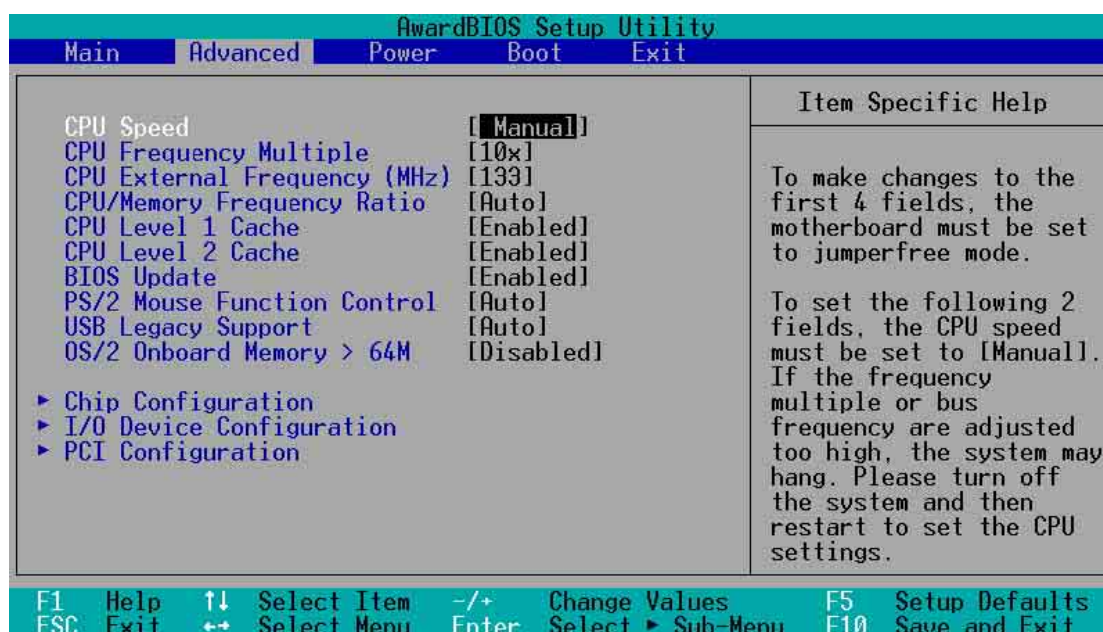 AwardBIOS Setup Utility
Main Advanced Power Boot Exit
CPU Speed [ Manual]
CPU Frequency Multiple [10x]
CPU External Frequency (MHz) [133]
CPU/Memory Frequency Ratio [Auto]
CPU Level 1 Cache [Enabled]
CPU Level 2 Cache [Enabled]
BIOS Update [Enabled]
PS/2 Mouse Function Control [Auto]
USB Legacy Support [Auto]
OS/2 Onboard Memory > 64M [Disabled]
▸ Chip Configuration
▸ I/O Device Configuration
▸ PCI Configuration
Item Specific Help
To make changes to the
first 4 fields, the
motherboard must be set
to jumperfree mode.
To set the following 2
fields, the CPU speed
must be set to [Manual].
If the frequency
multiple or bus
frequency are adjusted
too high, the system may
hang. Please turn off
the system and then
restart to set the CPU
settings.
F1 Help ↑↓ Select Item -/+ Change Values F5 Setup Defaults
ESC Exit ←→ Select Menu Enter Select ▸ Sub-Menu F10 Save and Exit